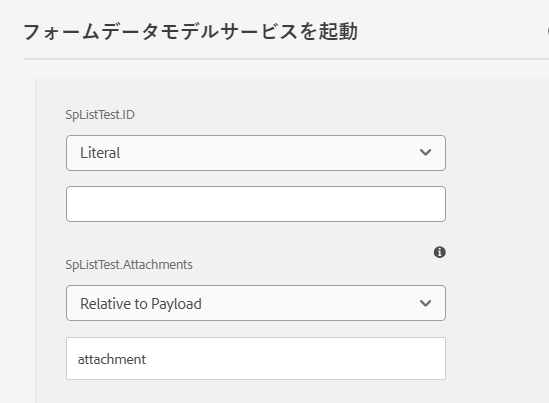 フォームデータモデルサービスを起動
SpListTest.ID
Literal
SpListTest.Attachments
Relative to Payload
attachment